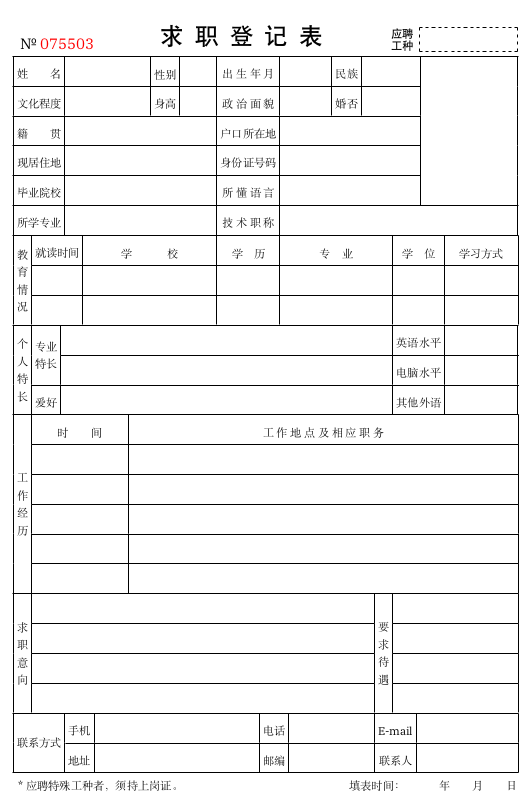 № 075503
求职登记表
应聘
工种
姓 名 性别 出生年月 民族
文化程度 身高 政治面貌 婚否
籍 贯 户口所在地
现居住地 身份证号码
毕业院校 所懂语言
所学专业 技术职称
教育情况
就读时间 学 校 学 历 专 业 学 位 学习方式
个人特长
专业特长 英语水平
电脑水平
爱好 其他外语
工作经历
时 间 工作地点及相应职务
求职意向
要求待遇
联系方式
手机 电话 E-mail
地址 邮编 联系人
* 应聘特殊工种者，须持上岗证。 填表时间： 年 月 日